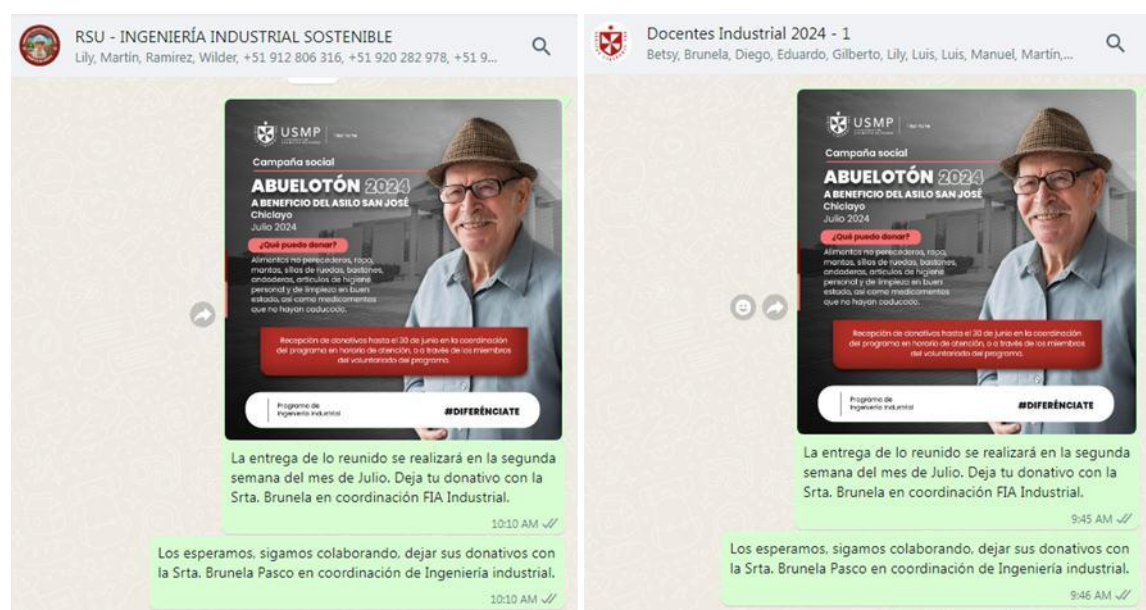 RSU - INGENIERÍA INDUSTRIAL SOSTENIBLE
Lily, Martín, Ramirez, Wilder, +51 912 806 316, +51 920 282 978, +51 9...
USMP
Campaña social
ABUELOTÓN 2024
A BENEFICIO DEL ASILO SAN JOSÉ
Chiclayo
Julio 2024
¿Qué puedo donar?
Alimentos no perecederos, ropa,
mantas, sillas de ruedas, bastones,
andaderas, artículos de higiene
personal y de limpieza en buen
estado, así como medicamentos
que no hayan caducado.
Recepción de donativos hasta el 30 de junio en la coordinación
del programa en horario de atención, o a través de los miembros
del voluntariado del programa.
Programa de
Ingeniería Industrial
#DIFERÉNCIATE
La entrega de lo reunido se realizará en la segunda
semana del mes de Julio. Deja tu donativo con la
Srta. Brunela en coordinación FIA Industrial.
10:10 AM
Los esperamos, sigamos colaborando, dejar sus donativos con
la Srta. Brunela Pasco en coordinación de Ingeniería industrial.
10:10 AM
Docentes Industrial 2024 - 1
Betsy, Brunela, Diego, Eduardo, Gilberto, Lily, Luis, Luis, Manuel, Martín,...
USMP
Campaña social
ABUELOTÓN 2024
A BENEFICIO DEL ASILO SAN JOSÉ
Chiclayo
Julio 2024
¿Qué puedo donar?
Alimentos no perecederos, ropa,
mantas, sillas de ruedas, bastones,
andaderas, artículos de higiene
personal y de limpieza en buen
estado, así como medicamentos
que no hayan caducado.
Recepción de donativos hasta el 30 de junio en la coordinación
del programa en horario de atención, o a través de los miembros
del voluntariado del programa.
Programa de
Ingeniería Industrial
#DIFERÉNCIATE
La entrega de lo reunido se realizará en la segunda
semana del mes de Julio. Deja tu donativo con la
Srta. Brunela en coordinación FIA Industrial.
9:45 AM
Los esperamos, sigamos colaborando, dejar sus donativos con
la Srta. Brunela Pasco en coordinación de Ingeniería industrial.
9:46 AM